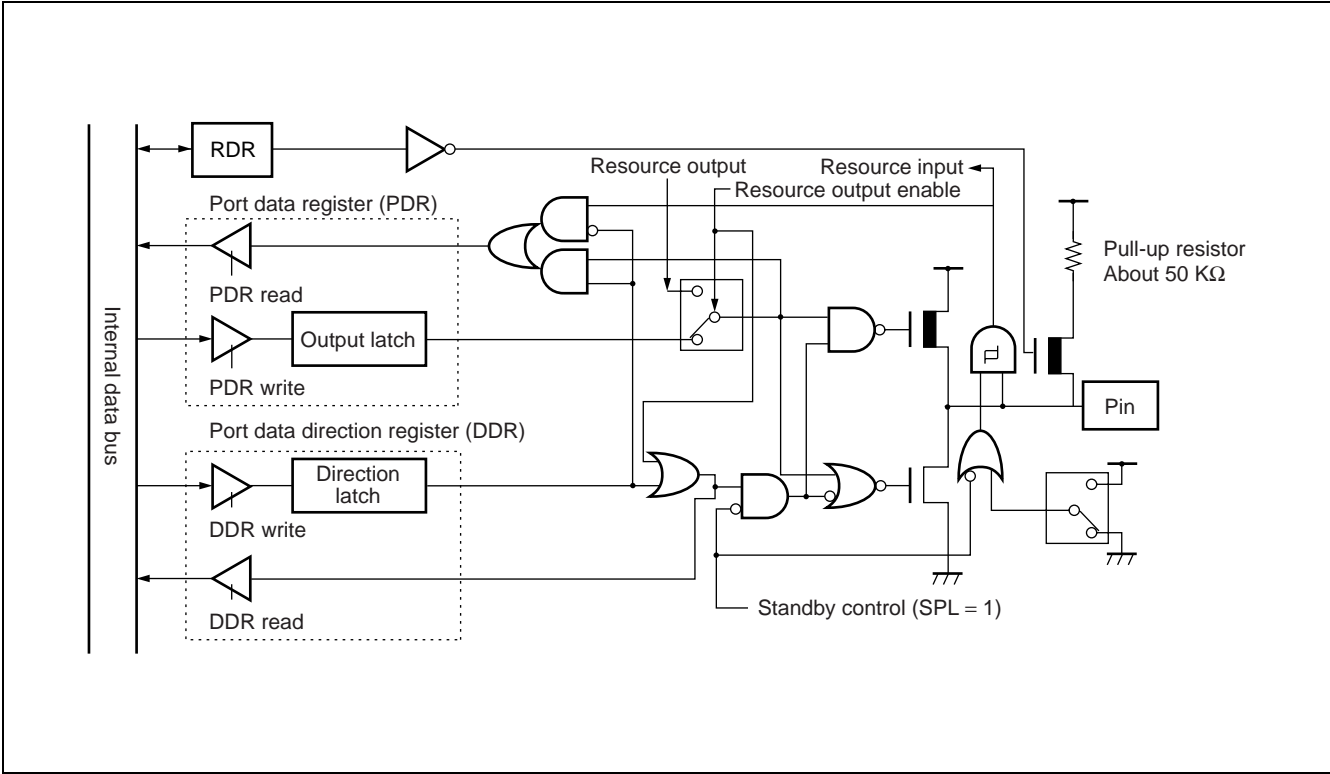 RDR
Resource output
Resource input
Resource output enable
Port data register (PDR)
Pull-up resistor
About 50 KΩ
PDR read
Internal data bus
Output latch
PDR write
Pin
Port data direction register (DDR)
Direction
latch
DDR write
Standby control (SPL = 1)
DDR read